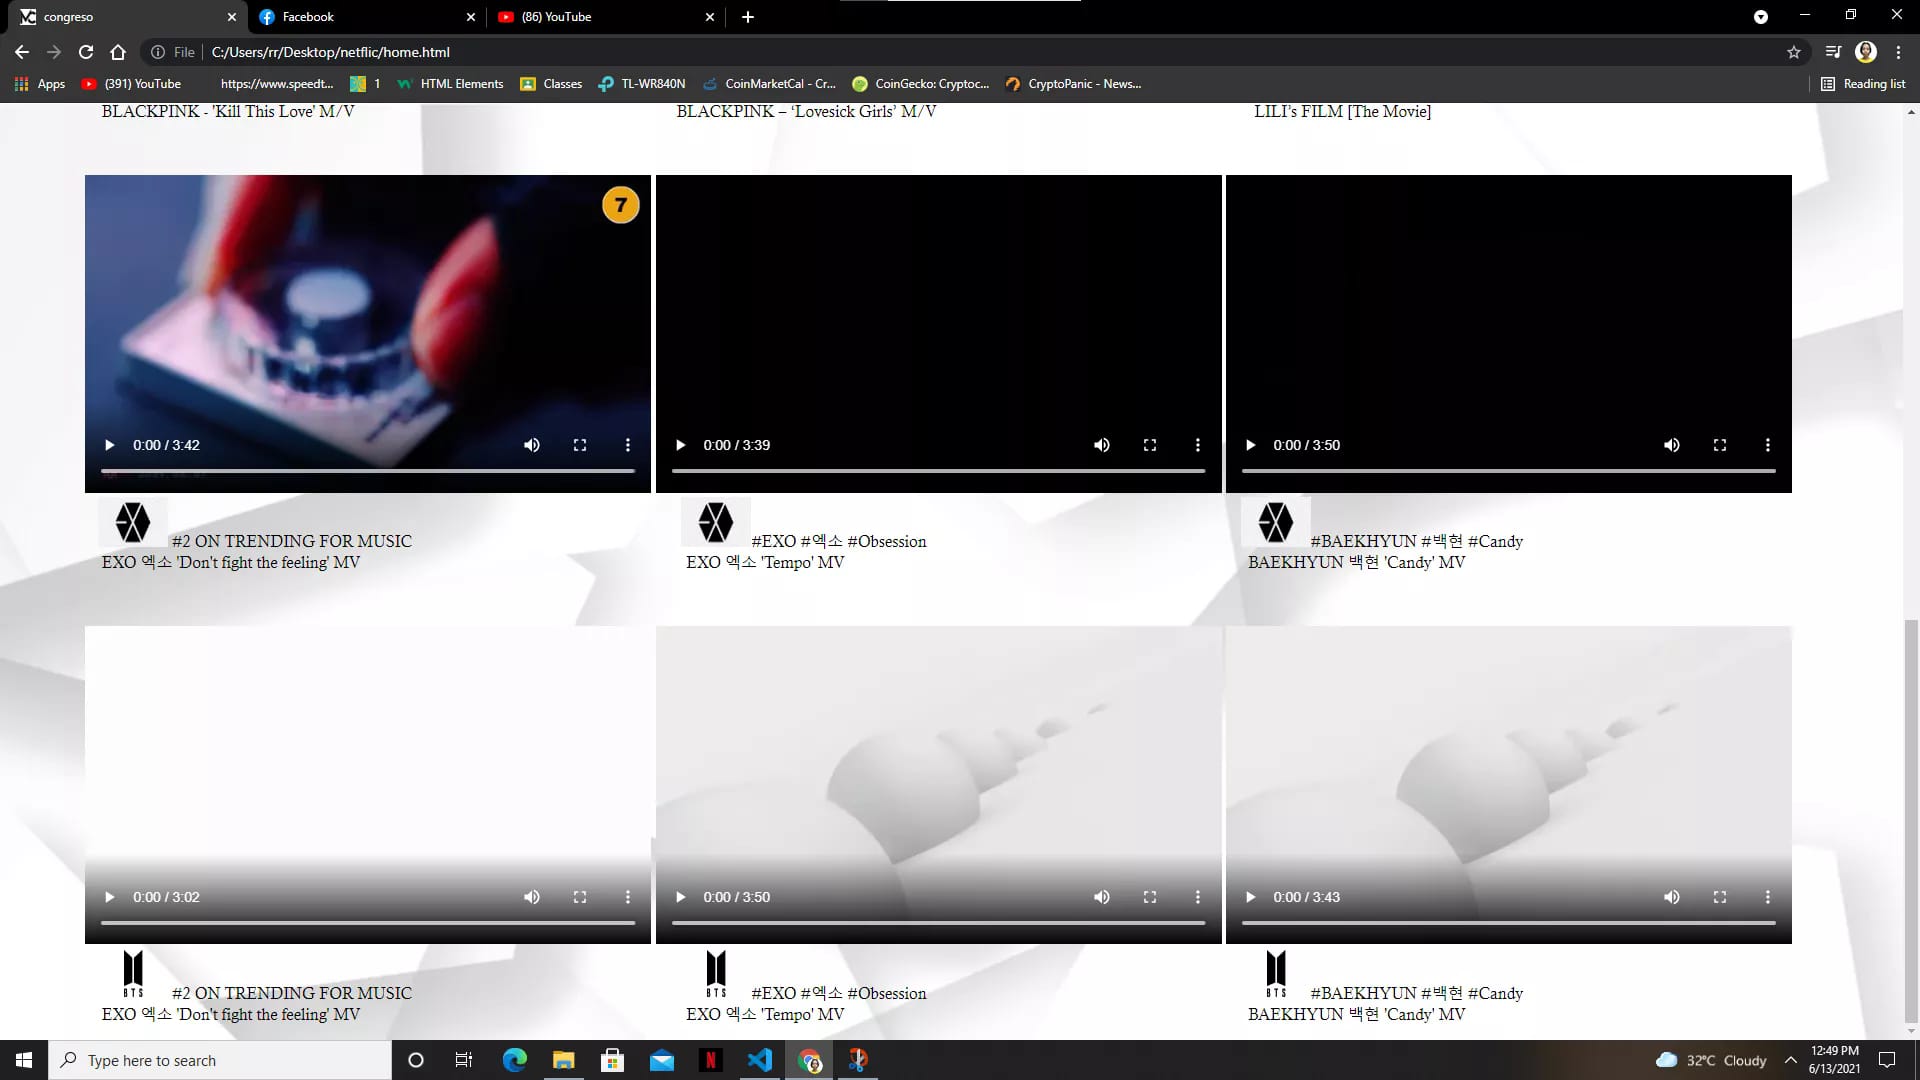 congreso
Facebook
(86) YouTube
File
C:/Users/rr/Desktop/netflic/home.html
Apps
(391) YouTube
https://www.speedt...
1
HTML Elements
Classes
TL-WR840N
CoinMarketCal - Cr...
CoinGecko: Cryptoc...
CryptoPanic - News...
Reading list
BLACKPINK - 'Kill This Love' M/V
BLACKPINK – ‘Lovesick Girls’ M/V
LILI’s FILM [The Movie]
7
0:00 / 3:42
0:00 / 3:39
0:00 / 3:50
#2 ON TRENDING FOR MUSIC
EXO 엑소 'Don't fight the feeling' MV
#EXO #엑소 #Obsession
EXO 엑소 'Tempo' MV
#BAEKHYUN #백현 #Candy
BAEKHYUN 백현 'Candy' MV
0:00 / 3:02
0:00 / 3:50
0:00 / 3:43
BTS
#2 ON TRENDING FOR MUSIC
EXO 엑소 'Don't fight the feeling' MV
BTS
#EXO #엑소 #Obsession
EXO 엑소 'Tempo' MV
BTS
#BAEKHYUN #백현 #Candy
BAEKHYUN 백현 'Candy' MV
Type here to search
N
32°C Cloudy
12:49 PM
6/13/2021